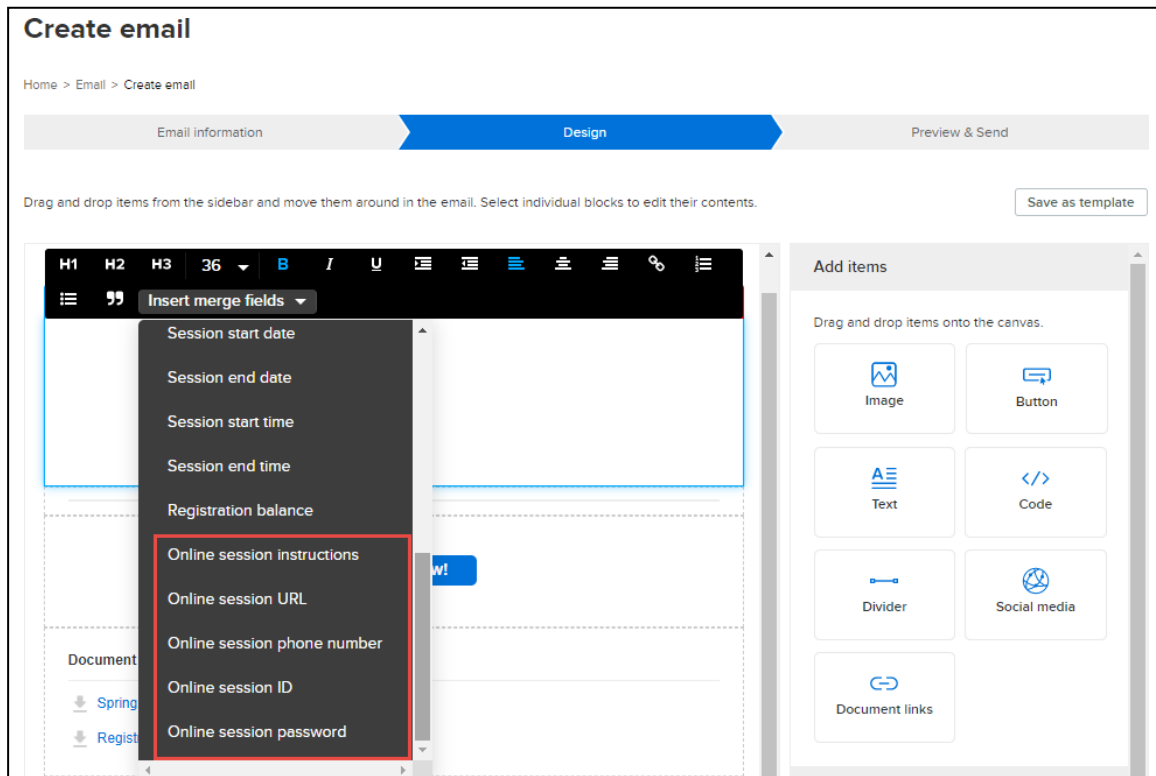 Create email
Home > Email > Create email
Email information
Design
Preview & Send
Drag and drop items from the sidebar and move them around in the email. Select individual blocks to edit their contents.
Save as template
H1 H2 H3 36 B I U
Insert merge fields
Session start date
Session end date
Session start time
Session end time
Registration balance
Online session instructions
Online session URL
Online session phone number
Online session ID
Online session password
w!
Document
Spring
Regist
Add items
Drag and drop items onto the canvas.
Image
Button
Text
Code
Divider
Social media
Document links